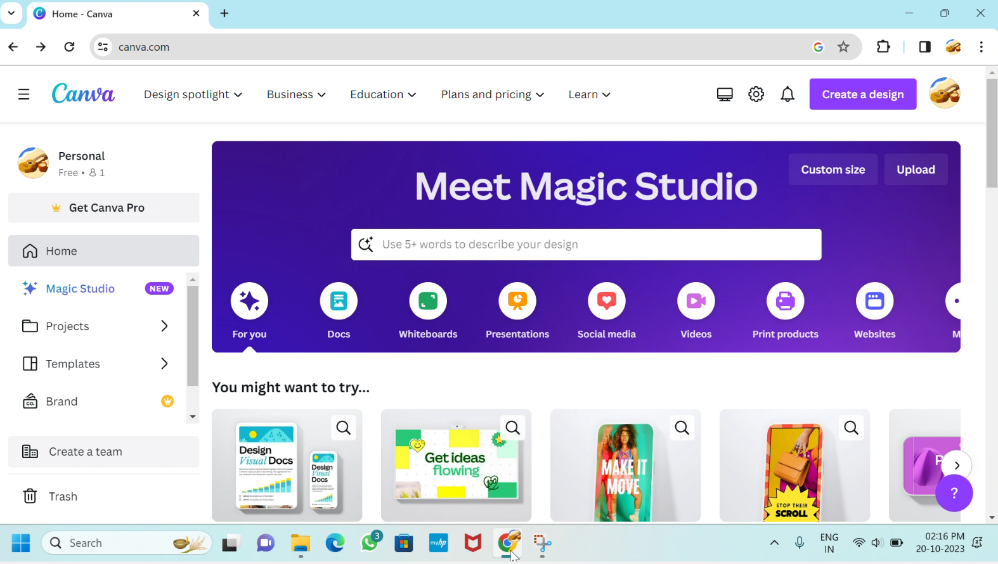 Home - Canva
canva.com
Canva
Design spotlight
Business
Education
Plans and pricing
Learn
Create a design
Personal
Free • 1
Get Canva Pro
Home
Magic Studio NEW
Projects
Templates
Brand
Create a team
Trash
Custom size
Upload
Meet Magic Studio
Use 5+ words to describe your design
For you
Docs
Whiteboards
Presentations
Social media
Videos
Print products
Websites
M
You might want to try...
Design
Visual Docs
Design
Visual Docs
Get ideas
flowing
MAKE IT
MOVE
STOP THEIR
SCROLL
P
?
Search
3
myhp
ENG
IN
02:16 PM
20-10-2023